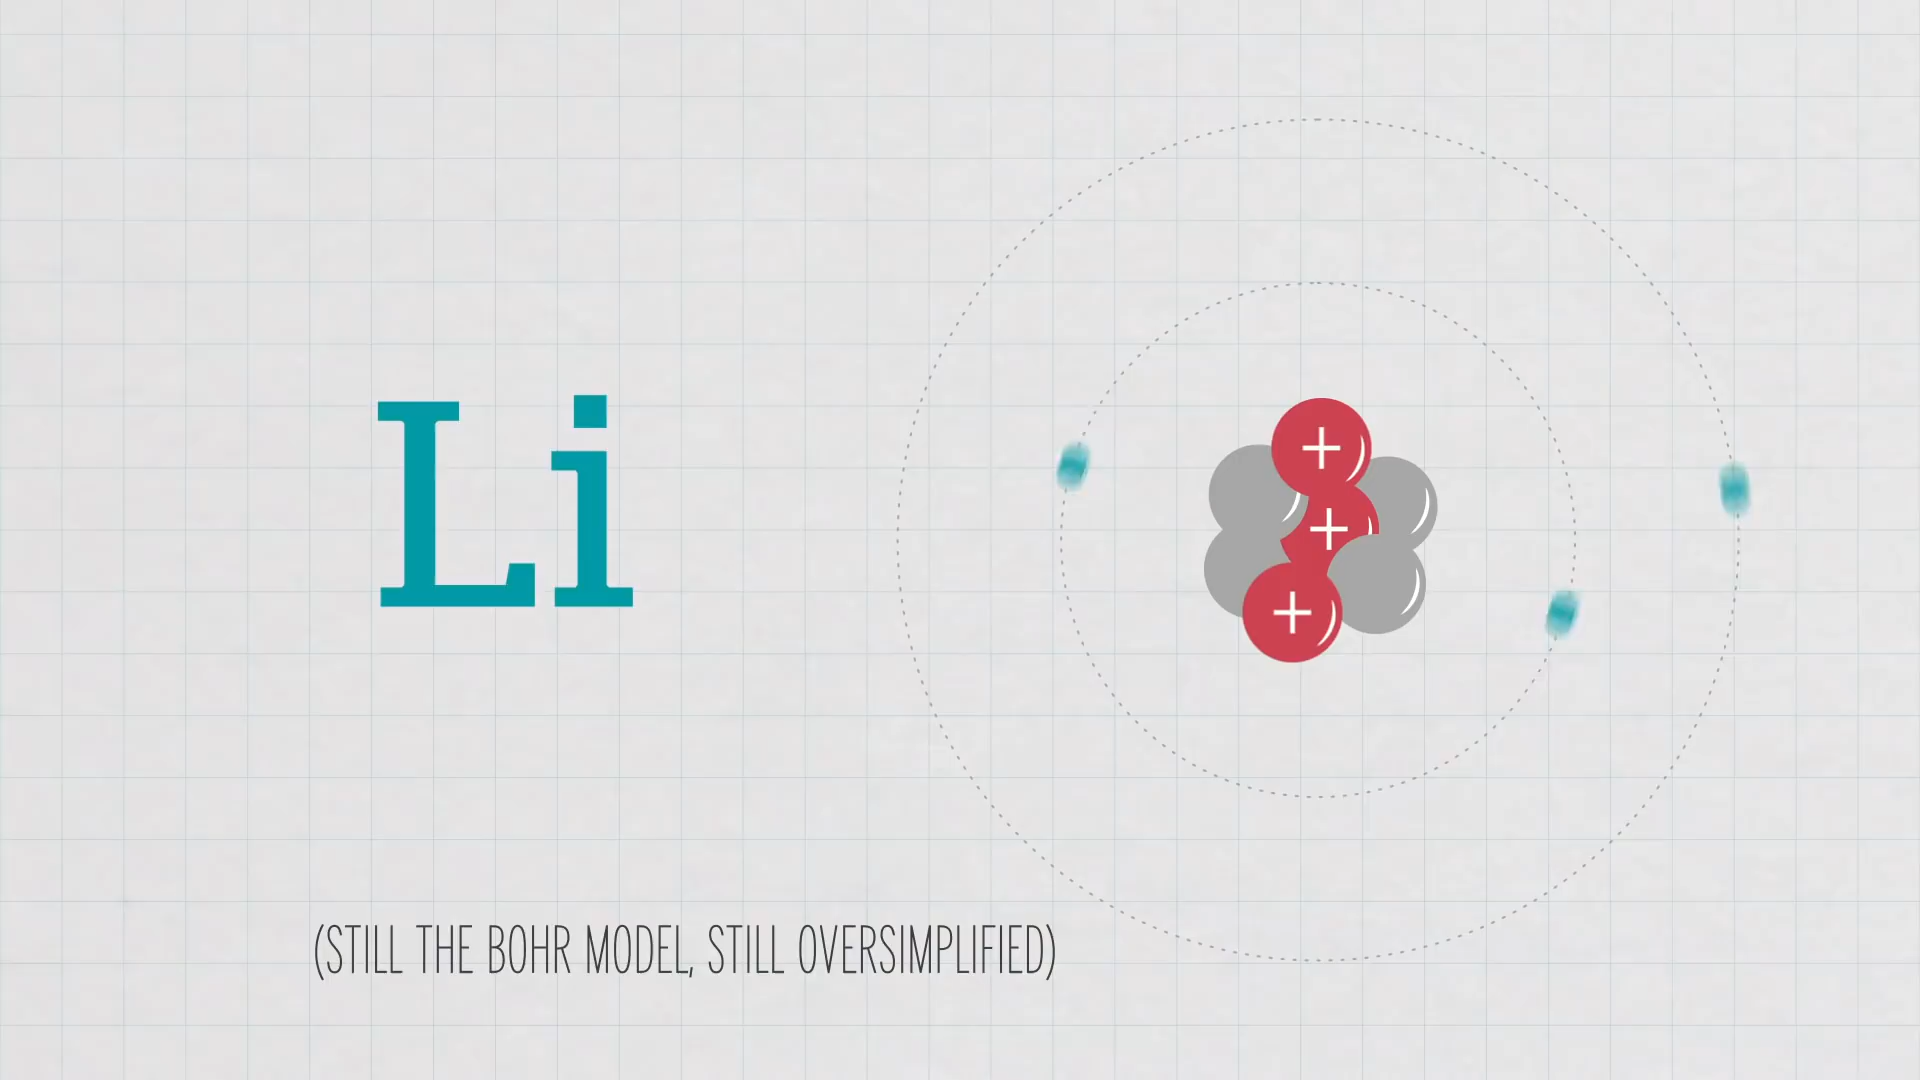 Li
+
+
+
(STILL THE BOHR MODEL, STILL OVERSIMPLIFIED)